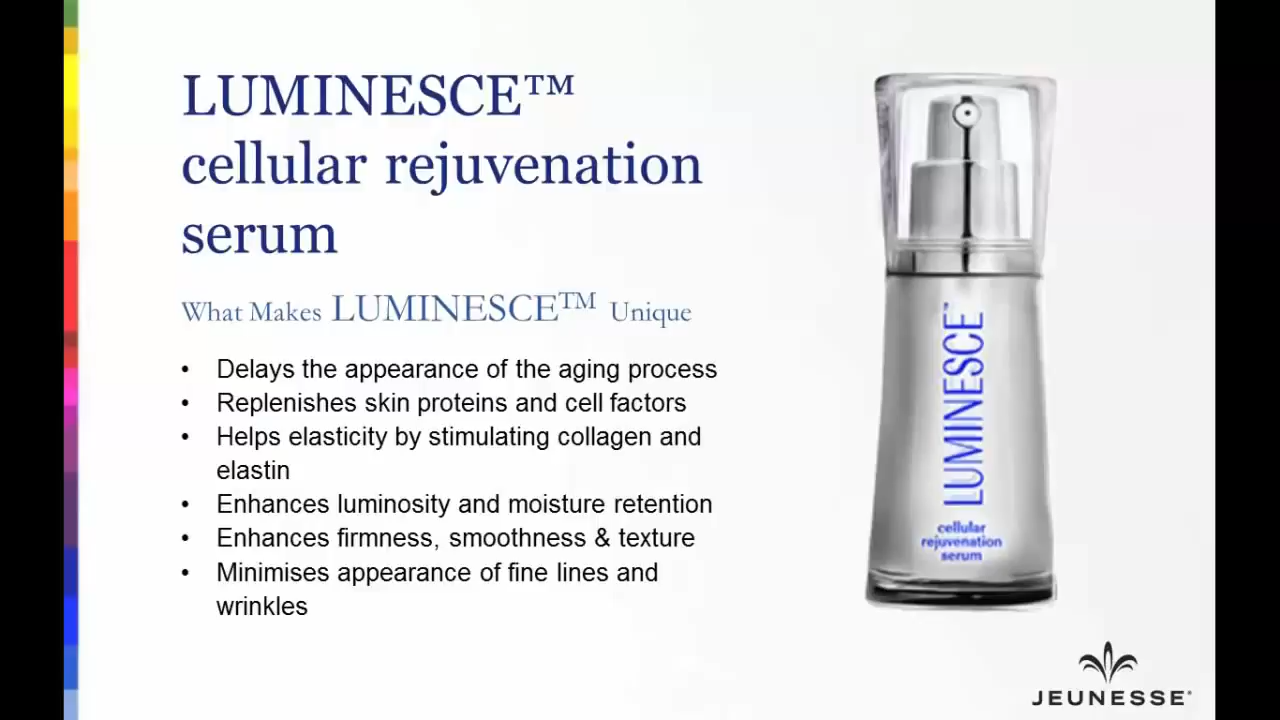 LUMINESCE™
cellular rejuvenation
serum
What Makes LUMINESCE™ Unique
• Delays the appearance of the aging process
• Replenishes skin proteins and cell factors
• Helps elasticity by stimulating collagen and
elastin
• Enhances luminosity and moisture retention
• Enhances firmness, smoothness & texture
• Minimises appearance of fine lines and
wrinkles
LUMINESCE™
cellular
rejuvenation
serum
JEUNESSE®